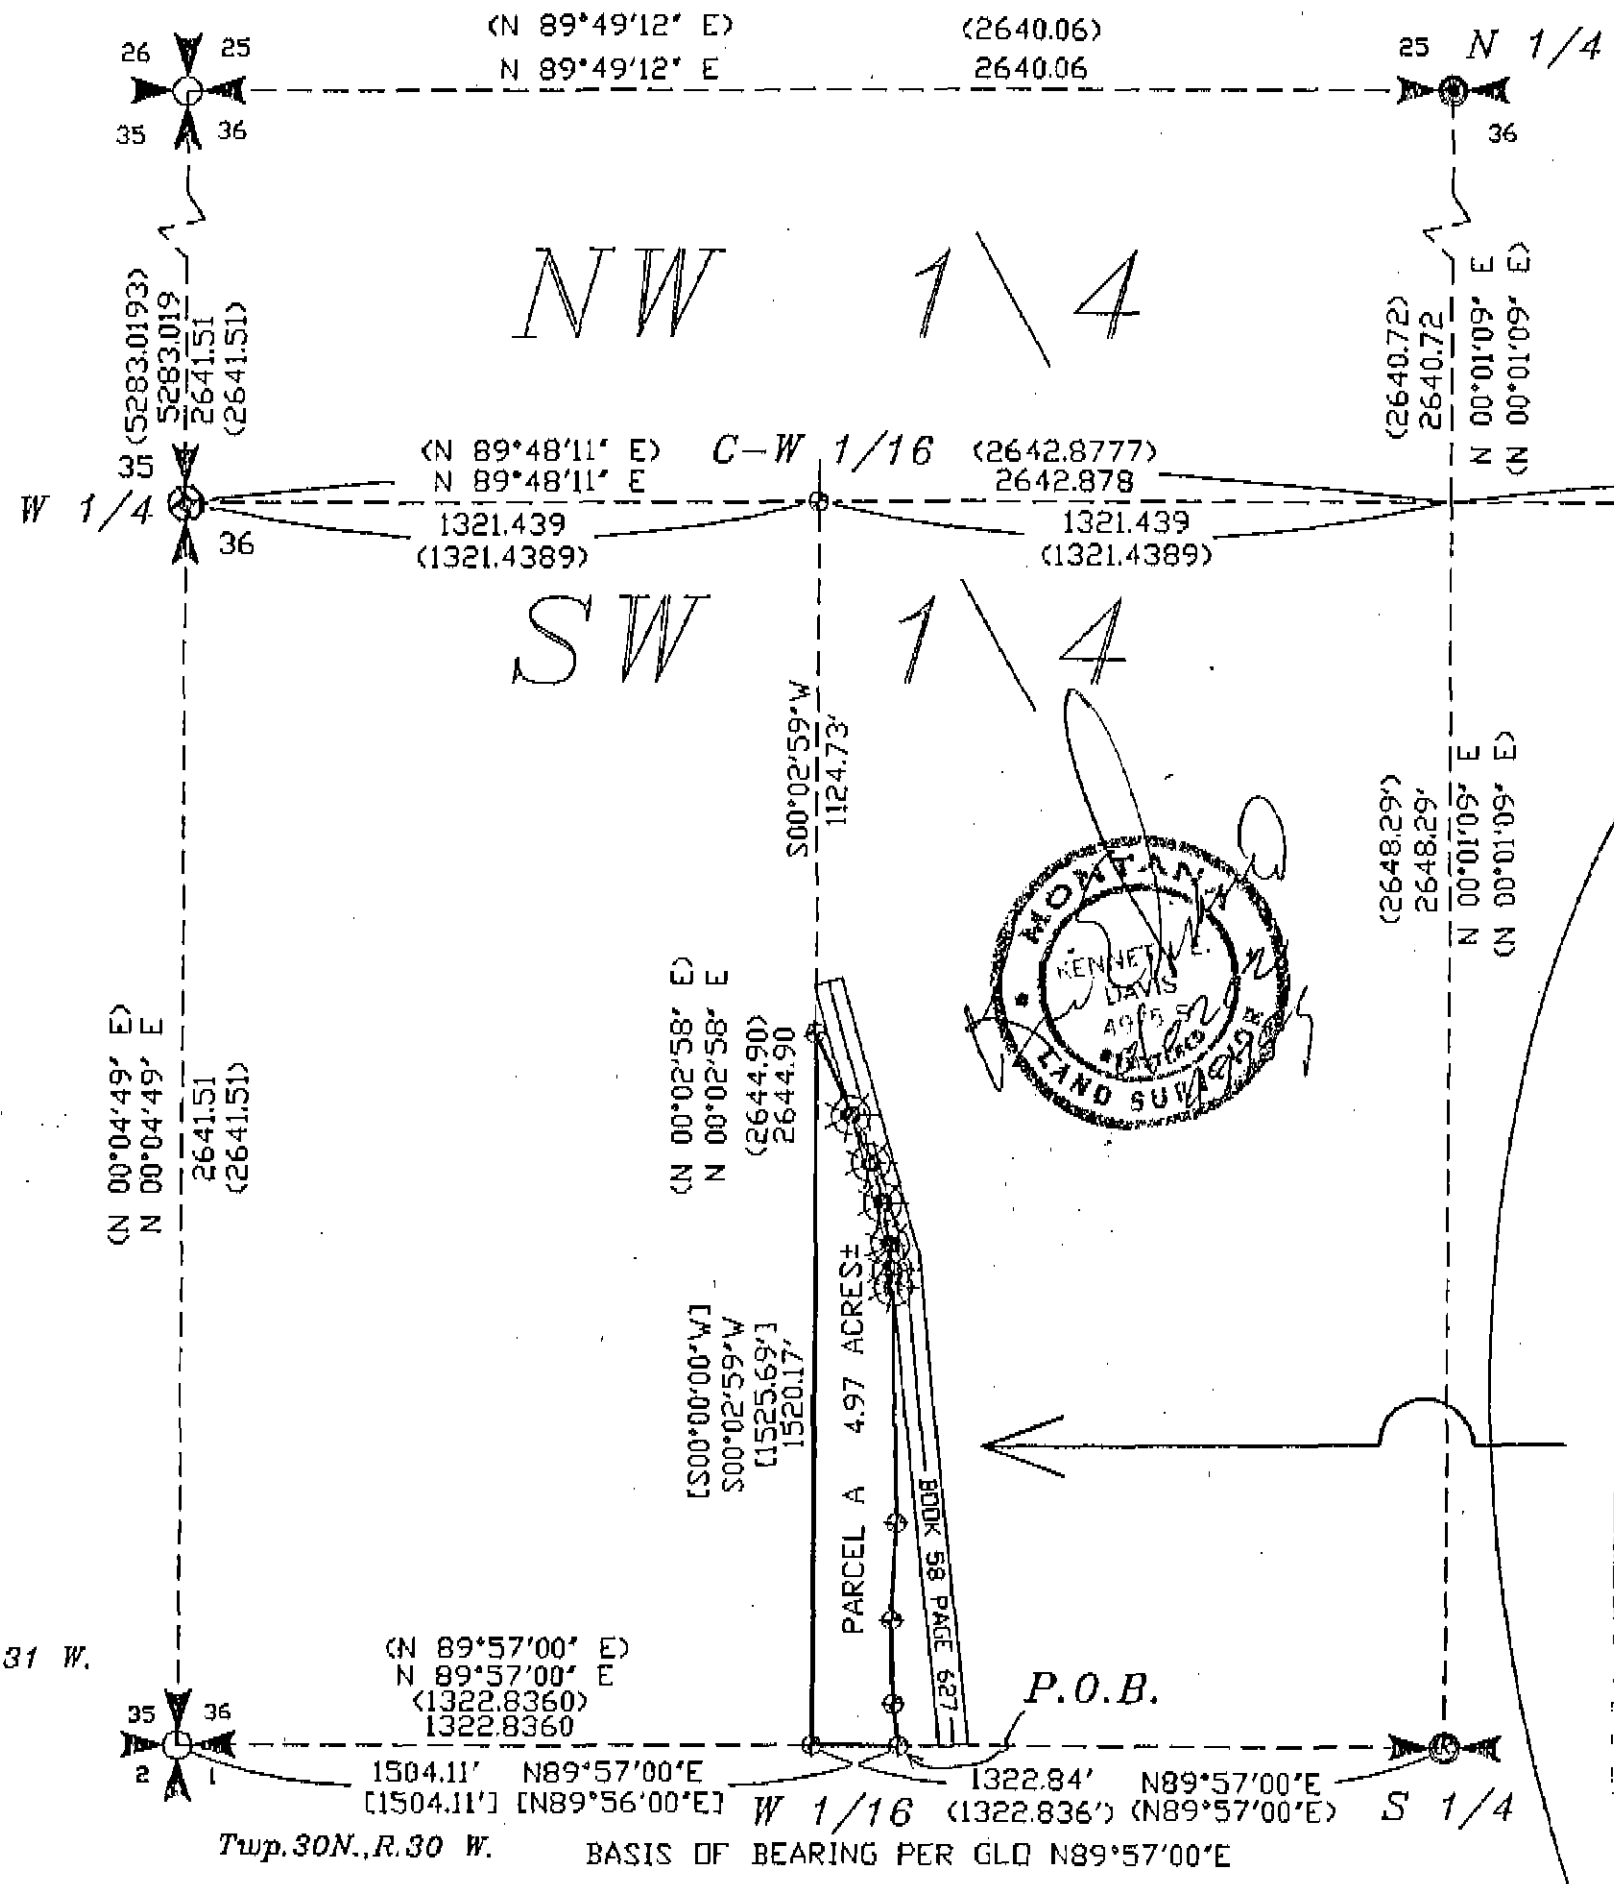 (N 89°49'12" E) (2640.06)
N 89°49'12" E 2640.06
26 25
35 36
25 N 1/4
36
NW 1\4
(5283.0193)
5283.019
2641.51
(2641.51)
(2640.72)
2640.72
N 00°01'09" E
(N 00°01'09" E)
35
W 1/4
36
(N 89°48'11" E) C-W 1/16 (2642.8777)
N 89°48'11" E 2642.878
1321.439 1321.439
(1321.4389) (1321.4389)
SW 1\4
S00°02'59"W
1124.73'
(2648.29')
2648.29'
N 00°01'09" E
(N 00°01'09" E)
MONTANA
KENNETH E.
DAVIS
REGISTERED
LAND SURVEYOR
(N 00°04'49" E)
N 00°04'49" E
2641.51
(2641.51)
(N 00°02'58" E)
N 00°02'58" E
(2644.90)
2644.90
[S00°00'00"W]
S00°02'59"W
[1525.69']
1520.17'
PARCEL A 4.97 ACRES±
BOOK 58 PAGE 627
31 W.
(N 89°57'00" E)
N 89°57'00" E
(1322.8360)
1322.8360
P.O.B.
35 36
2 1
1504.11' N89°57'00"E
[1504.11'] [N89°56'00"E]
W 1/16
1322.84' N89°57'00"E
(1322.836') (N89°57'00"E)
S 1/4
Twp.30N.,R.30 W.
BASIS OF BEARING PER GLO N89°57'00"E